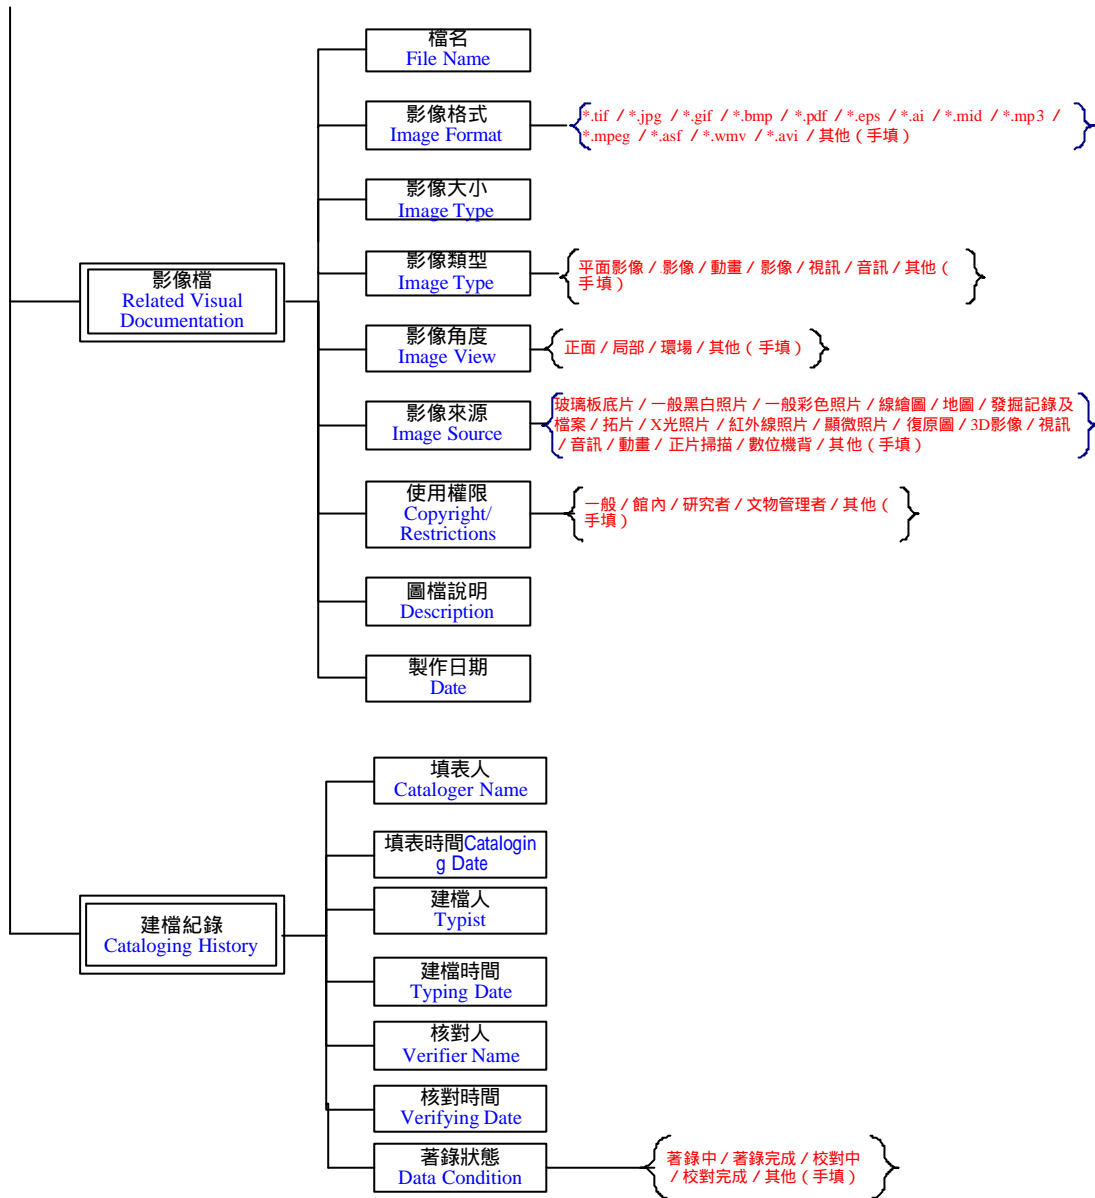 檔名
File Name
影像格式
Image Format
*.tif / *.jpg / *.gif / *.bmp / *.pdf / *.eps / *.ai / *.mid / *.mp3 /
*.mpeg / *.asf / *.wmv / *.avi / 其他 ( 手填 )
影像大小
Image Type
影像類型
Image Type
平面影像 / 影像 / 動畫 / 影像 / 視訊 / 音訊 / 其他 (
手填 )
影像檔
Related Visual
Documentation
影像角度
Image View
正面 / 局部 / 環場 / 其他 ( 手填 )
影像來源
Image Source
玻璃板底片 / 一般黑白照片 / 一般彩色照片 / 線繪圖 / 地圖 / 發掘記錄及
檔案 / 拓片 / X光照片 / 紅外線照片 / 顯微照片 / 復原圖 / 3D影像 / 視訊
/ 音訊 / 動畫 / 正片掃描 / 數位機背 / 其他 ( 手填 )
使用權限
Copyright/
Restrictions
一般 / 館內 / 研究者 / 文物管理者 / 其他 (
手填 )
圖檔說明
Description
製作日期
Date
填表人
Cataloger Name
填表時間Catalogin
g Date
建檔人
Typist
建檔紀錄
Cataloging History
建檔時間
Typing Date
核對人
Verifier Name
核對時間
Verifying Date
著錄狀態
Data Condition
著錄中 / 著錄完成 / 校對中
/ 校對完成 / 其他 ( 手填 )